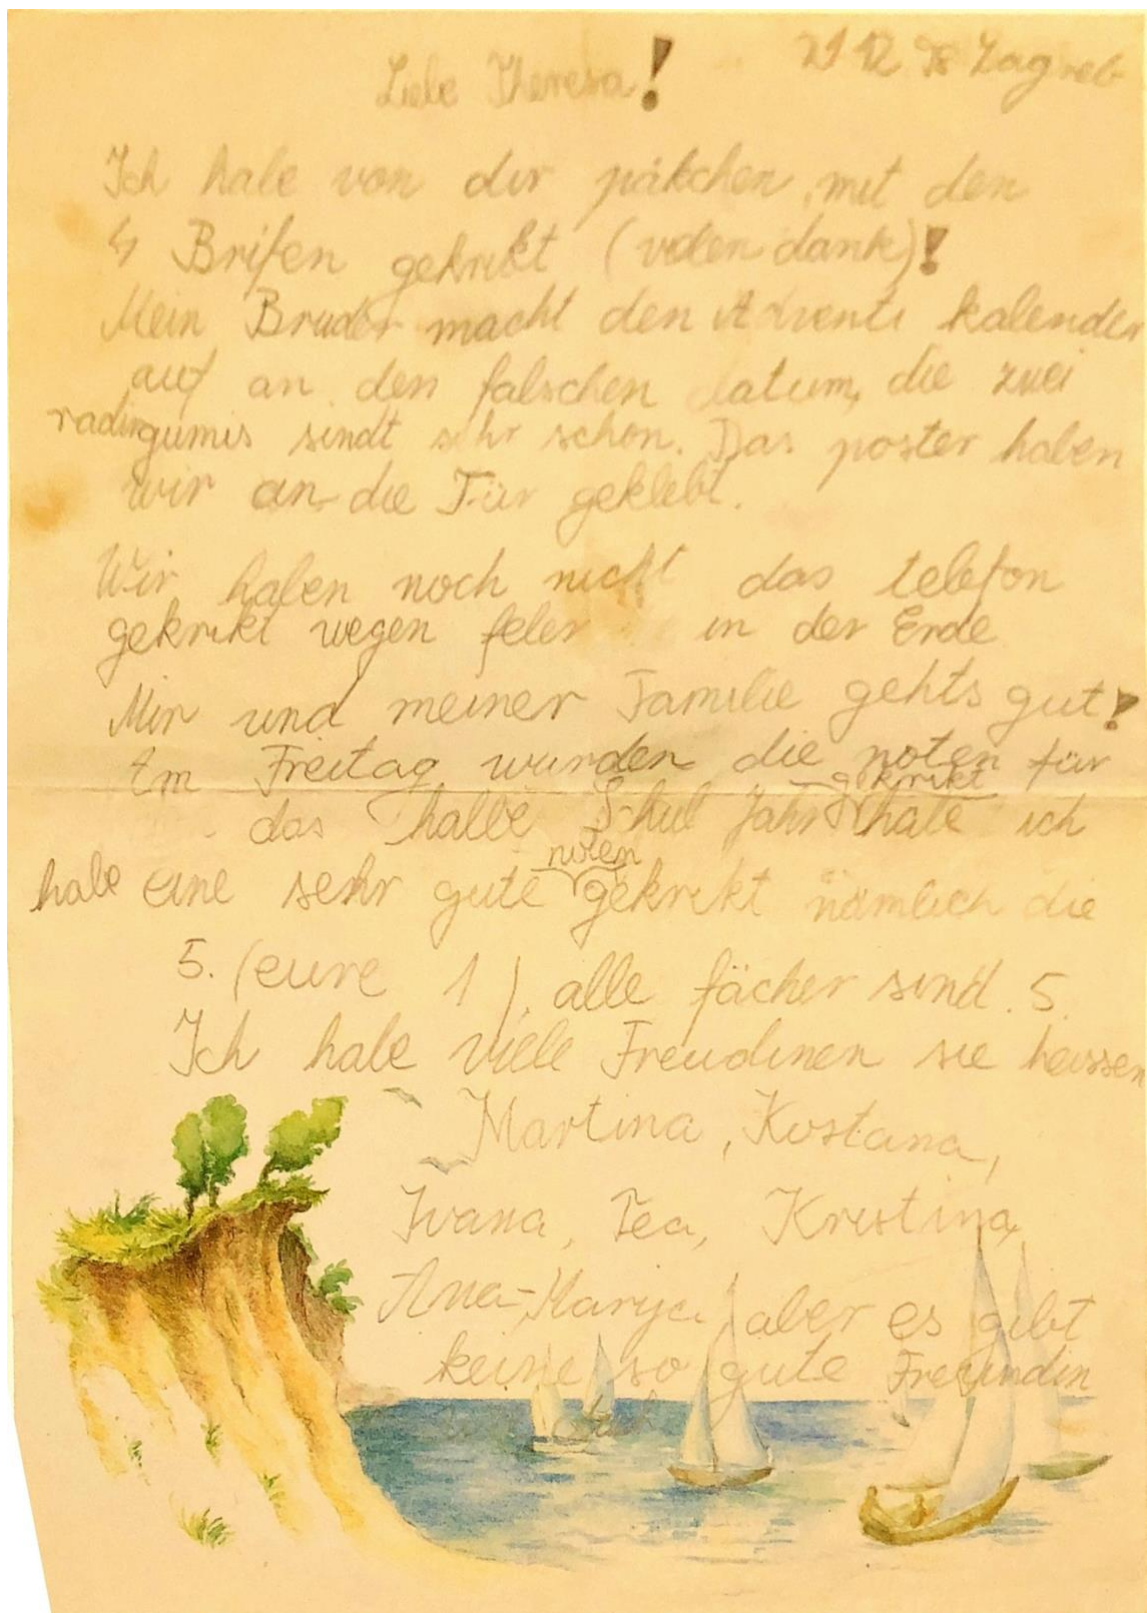 21 12 98 Zagreb
Liebe Theresa!
Ich habe von dir päkchen, mit den
4 Brifen gekrikt (vielen dank)!
Mein Bruder macht den Advents kalender
auf an den falschen datum, die zwei
radirgumis sindt sehr schön. Das poster haben
wir an die Tür geklebt.
Wir haben noch nicht das telefon
gekrikt wegen feler in der Erde
Mir und meiner Familie gehts gut!
Am Freitag wurden die noten für
das halbe Schul Jahr gekrikt hate ich
habe eine sehr gute noten gekrikt nämlich die
5. (eure 1), alle fächer sind 5.
Ich habe viele Freudinen sie heissen
Martina, Kostana,
Ivana, Tea, Kristina,
Ana-Marija, aber es gibt
keine so gute Freundin
wie dich